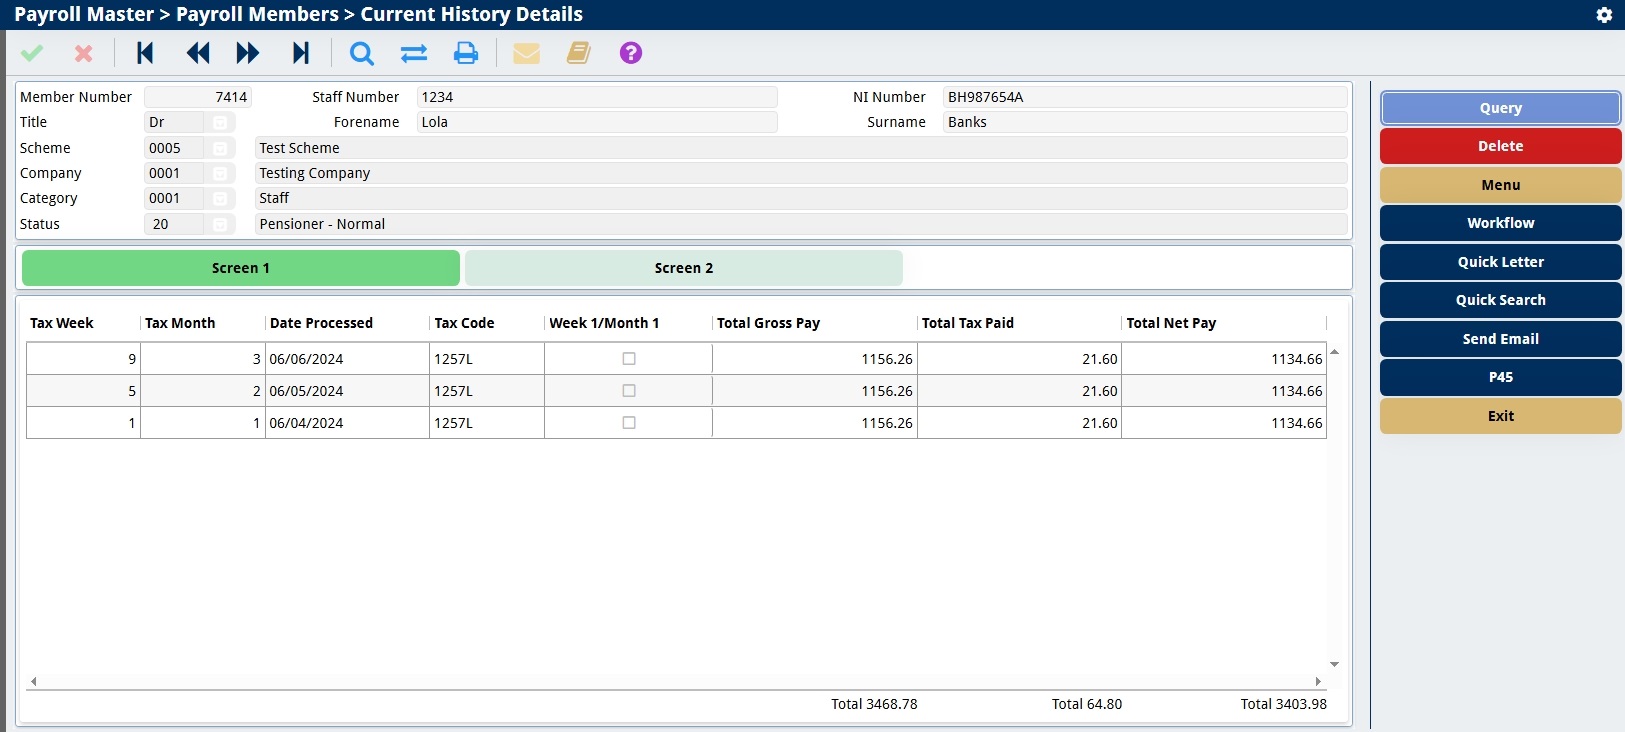 Payroll Master > Payroll Members > Current History Details
?
Member Number 7414 Staff Number 1234 NI Number BH987654A
Title Dr Forename Lola Surname Banks
Scheme 0005 Test Scheme
Company 0001 Testing Company
Category 0001 Staff
Status 20 Pensioner - Normal
Screen 1 Screen 2
Tax Week Tax Month Date Processed Tax Code Week 1/Month 1 Total Gross Pay Total Tax Paid Total Net Pay
9 3 06/06/2024 1257L 1156.26 21.60 1134.66
5 2 06/05/2024 1257L 1156.26 21.60 1134.66
1 1 06/04/2024 1257L 1156.26 21.60 1134.66
Total 3468.78 Total 64.80 Total 3403.98
Query
Delete
Menu
Workflow
Quick Letter
Quick Search
Send Email
P45
Exit